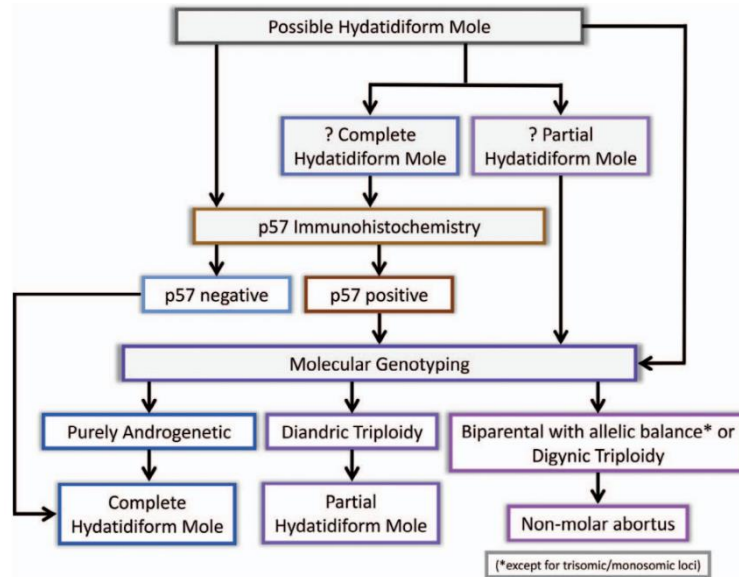 Possible Hydatidiform Mole
? Complete
Hydatidiform Mole
? Partial
Hydatidiform Mole
p57 Immunohistochemistry
p57 negative
p57 positive
Molecular Genotyping
Purely Androgenetic
Diandric Triploidy
Biparental with allelic balance* or
Digynic Triploidy
Complete
Hydatidiform Mole
Partial
Hydatidiform Mole
Non-molar abortus
(*except for trisomic/monosomic loci)